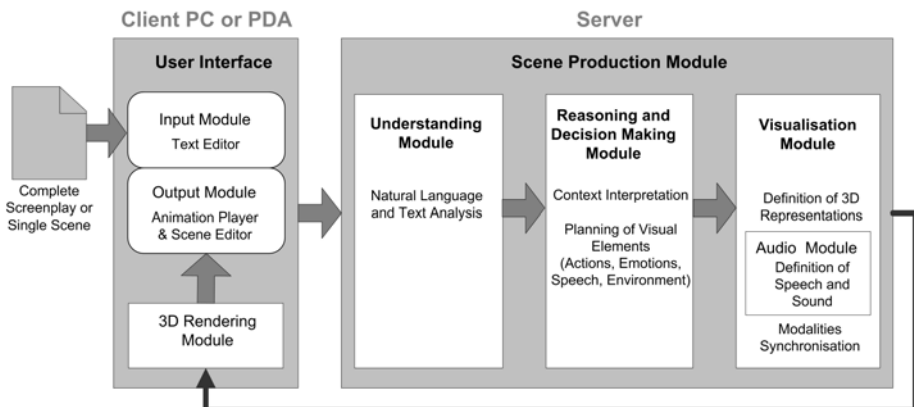 Client PC or PDA
Server
User Interface
Scene Production Module
Complete
Screenplay or
Single Scene
Input Module
Text Editor
Output Module
Animation Player
& Scene Editor
3D Rendering
Module
Understanding
Module
Natural Language
and Text Analysis
Reasoning and
Decision Making
Module
Context Interpretation
Planning of Visual
Elements
(Actions, Emotions,
Speech, Environment)
Visualisation
Module
Definition of 3D
Representations
Audio Module
Definition of
Speech and
Sound
Modalities
Synchronisation